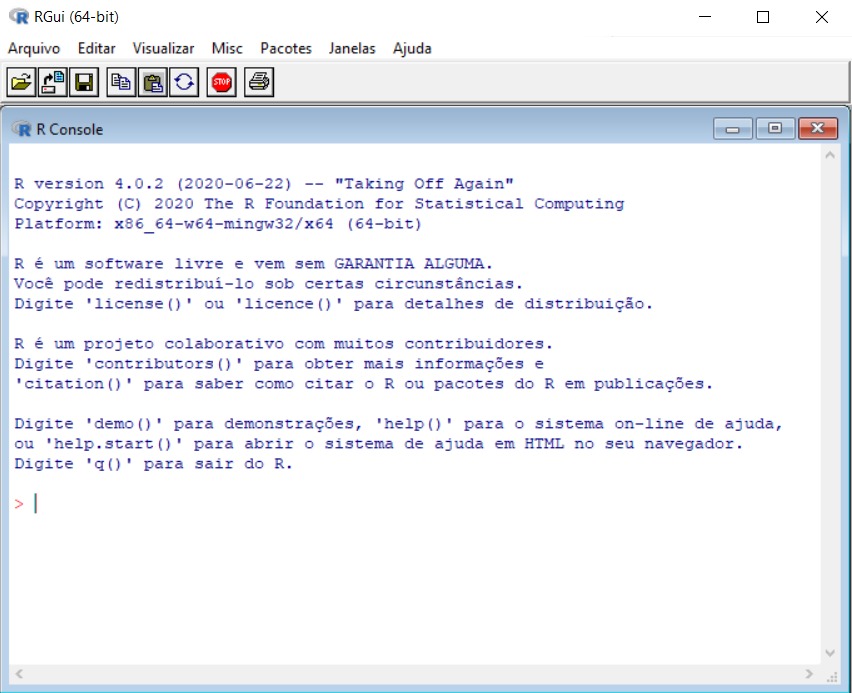 RGui (64-bit)
Arquivo Editar Visualizar Misc Pacotes Janelas Ajuda
STOP
R Console
R version 4.0.2 (2020-06-22) -- "Taking Off Again"
Copyright (C) 2020 The R Foundation for Statistical Computing
Platform: x86_64-w64-mingw32/x64 (64-bit)
R é um software livre e vem sem GARANTIA ALGUMA.
Você pode redistribuí-lo sob certas circunstâncias.
Digite 'license()' ou 'licence()' para detalhes de distribuição.
R é um projeto colaborativo com muitos contribuidores.
Digite 'contributors()' para obter mais informações e
'citation()' para saber como citar o R ou pacotes do R em publicações.
Digite 'demo()' para demonstrações, 'help()' para o sistema on-line de ajuda,
ou 'help.start()' para abrir o sistema de ajuda em HTML no seu navegador.
Digite 'q()' para sair do R.
>